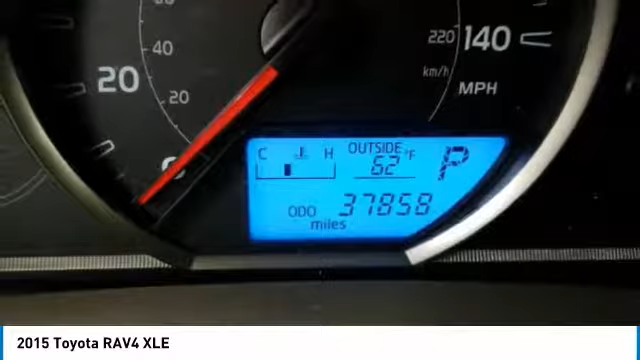 40
220
140
20
km/h
20
MPH
C H OUTSIDE
62 °F P
ODO 37858
miles
2015 Toyota RAV4 XLE